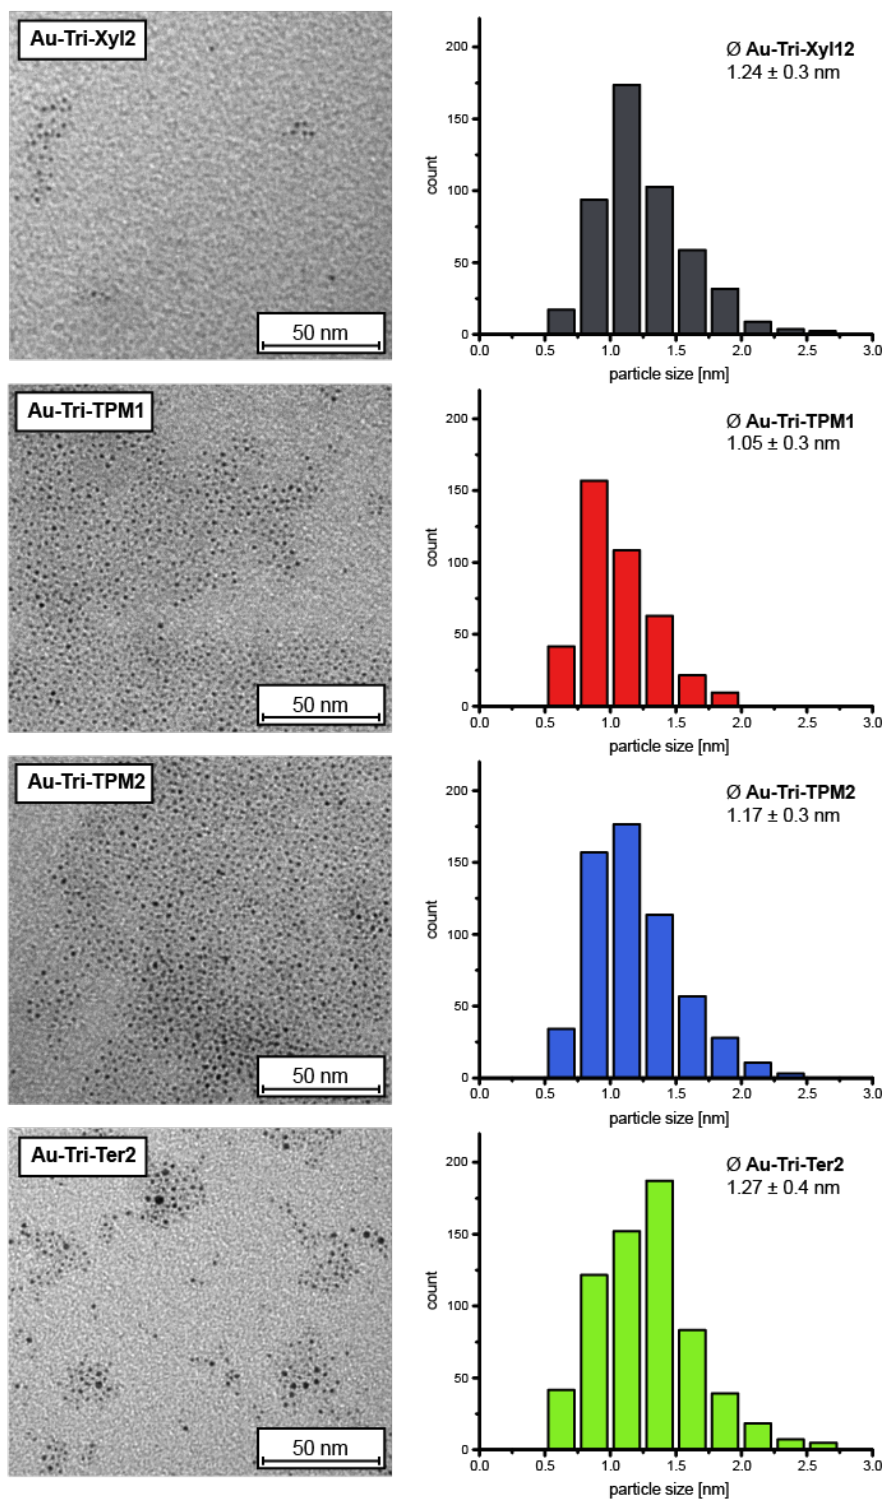 Au-Tri-Xyl2
50 nm
Ø Au-Tri-Xyl12
1.24 ± 0.3 nm
count
200
150
100
50
0
0.0 0.5 1.0 1.5 2.0 2.5 3.0
particle size [nm]
Au-Tri-TPM1
50 nm
Ø Au-Tri-TPM1
1.05 ± 0.3 nm
count
200
150
100
50
0
0.0 0.5 1.0 1.5 2.0 2.5 3.0
particle size [nm]
Au-Tri-TPM2
50 nm
Ø Au-Tri-TPM2
1.17 ± 0.3 nm
count
200
150
100
50
0
0.0 0.5 1.0 1.5 2.0 2.5 3.0
particle size [nm]
Au-Tri-Ter2
50 nm
Ø Au-Tri-Ter2
1.27 ± 0.4 nm
count
200
150
100
50
0
0.0 0.5 1.0 1.5 2.0 2.5 3.0
particle size [nm]